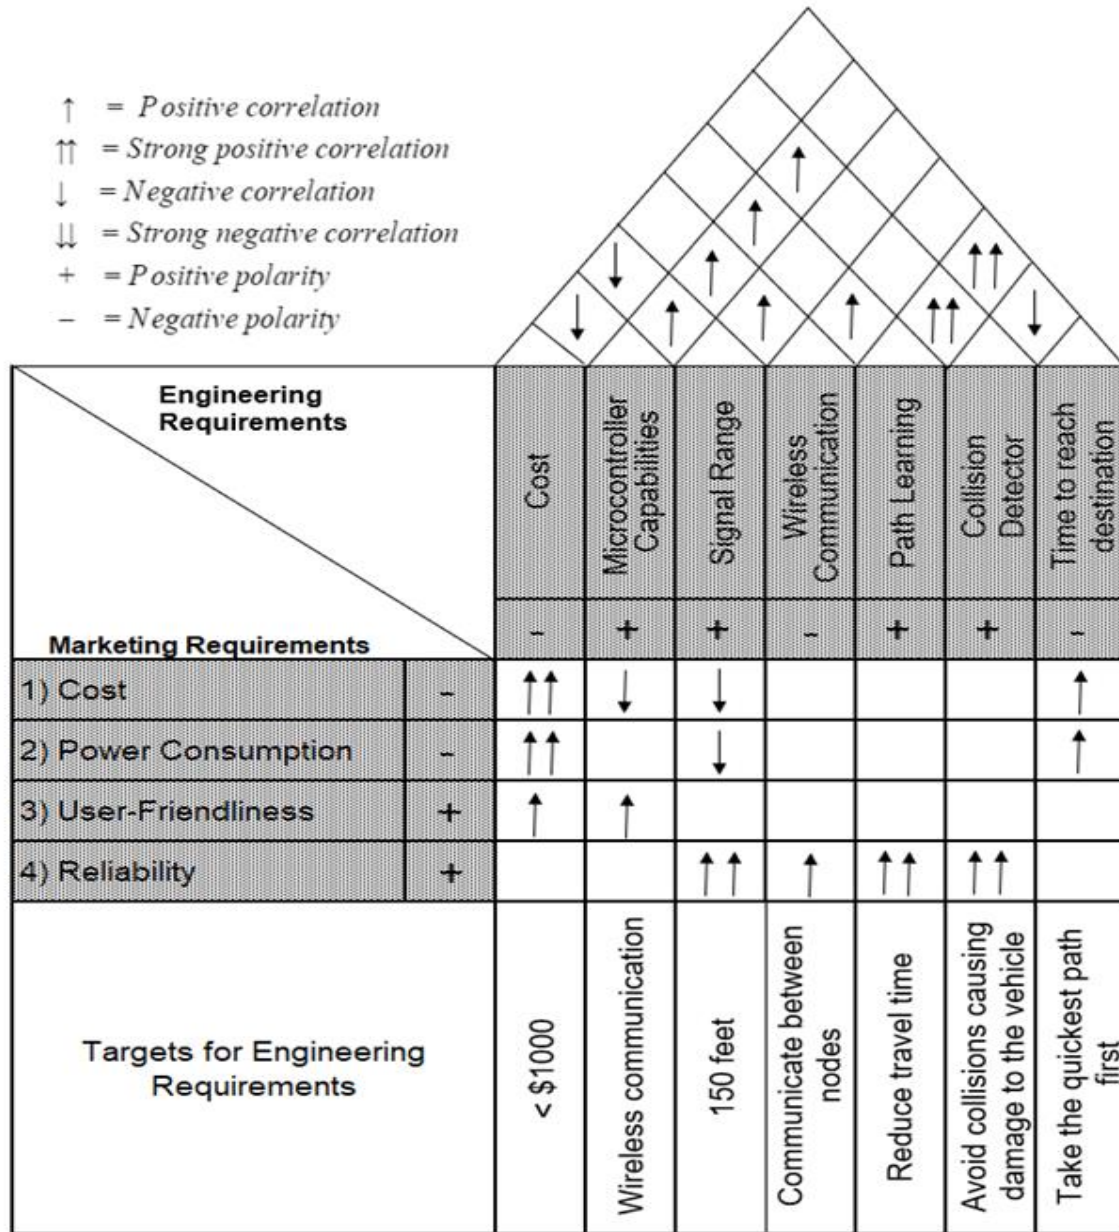 ↑ = Positive correlation
⇈ = Strong positive correlation
↓ = Negative correlation
⇊ = Strong negative correlation
+ = Positive polarity
– = Negative polarity
↑
↑
↓ ↑ ↑↑
↓ ↑ ↑ ↑ ↑↑ ↓
Engineering
Requirements
Marketing Requirements
Cost
Microcontroller
Capabilities
Signal Range
Wireless
Communication
Path Learning
Collision
Detector
Time to reach
destination
- + + - + + -
1) Cost - ↑↑ ↓ ↓ ↑
2) Power Consumption - ↑↑ ↓ ↑
3) User-Friendliness + ↑ ↑
4) Reliability + ↑↑ ↑ ↑↑ ↑↑
Targets for Engineering
Requirements
< $1000
Wireless communication
150 feet
Communicate between
nodes
Reduce travel time
Avoid collisions causing
damage to the vehicle
Take the quickest path
first